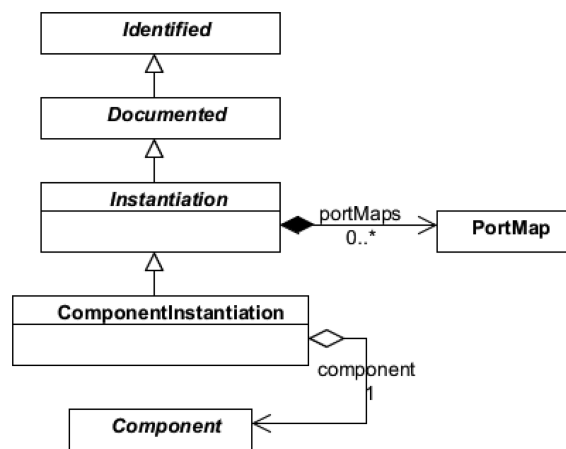 Identified
Documented
Instantiation
portMaps
0..*
PortMap
ComponentInstantiation
component
1
Component